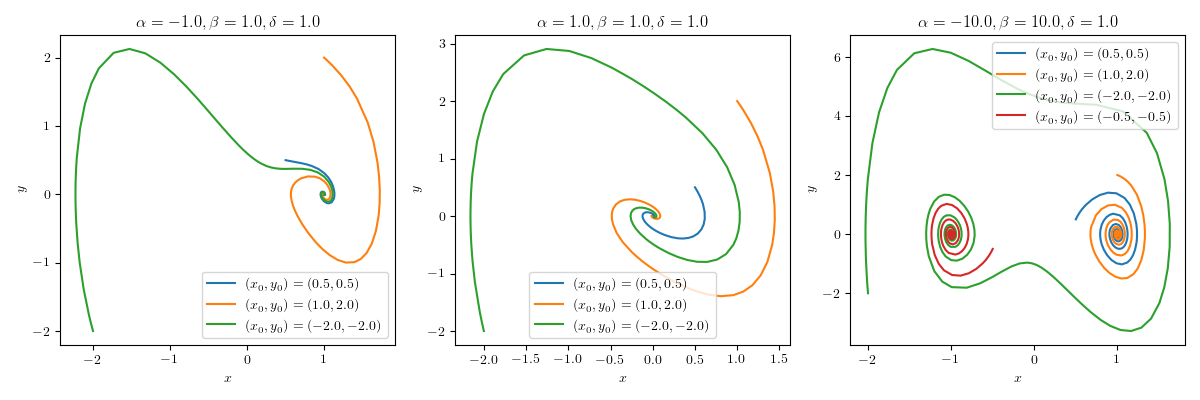 α = −1.0, β = 1.0, δ = 1.0
2
1
0
−1
−2
y
−2
−1
0
1
x
(x₀, y₀) = (0.5, 0.5)
(x₀, y₀) = (1.0, 2.0)
(x₀, y₀) = (−2.0, −2.0)
α = 1.0, β = 1.0, δ = 1.0
3
2
1
0
−1
−2
y
−2.0
−1.5
−1.0
−0.5
0.0
0.5
1.0
1.5
x
(x₀, y₀) = (0.5, 0.5)
(x₀, y₀) = (1.0, 2.0)
(x₀, y₀) = (−2.0, −2.0)
α = −10.0, β = 10.0, δ = 1.0
6
4
2
0
−2
y
−2
−1
0
1
x
(x₀, y₀) = (0.5, 0.5)
(x₀, y₀) = (1.0, 2.0)
(x₀, y₀) = (−2.0, −2.0)
(x₀, y₀) = (−0.5, −0.5)